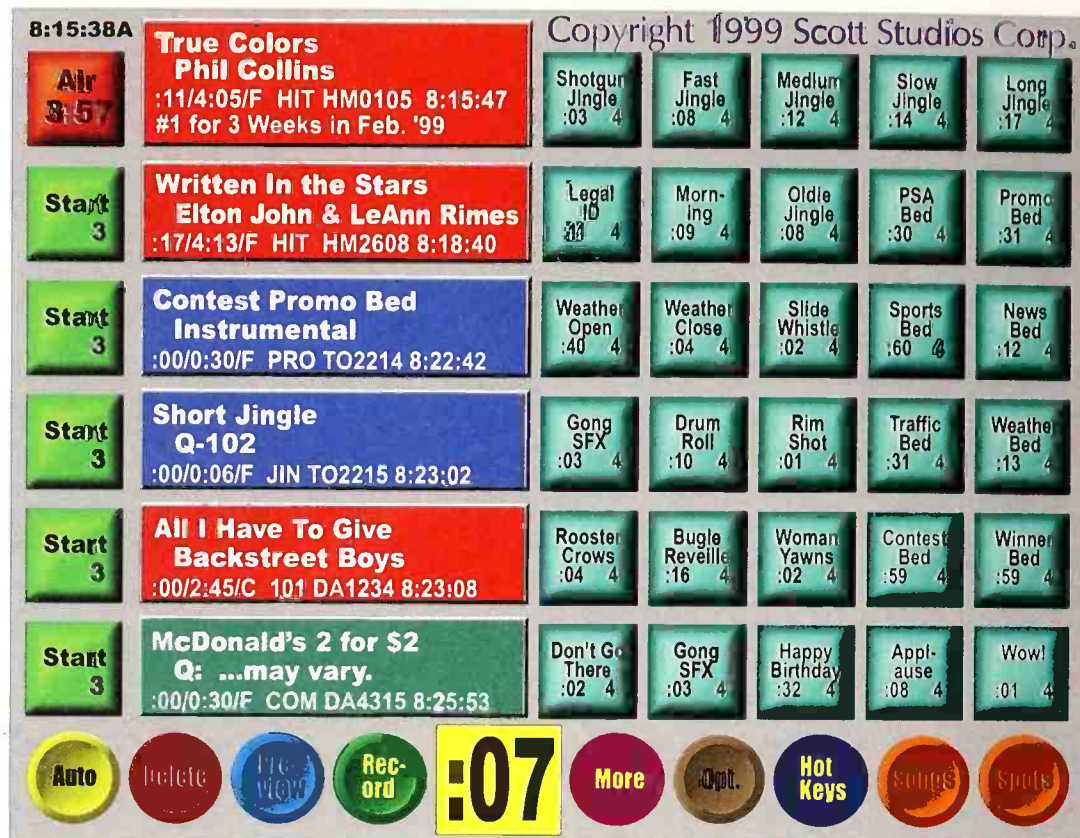 8:15:38A
Copyright 1999 Scott Studios Corp.
Air
3:57
True Colors
Phil Collins
:11/4:05/F HIT HM0105 8:15:47
#1 for 3 Weeks in Feb. '99
Shotgun
Jingle
:03 4
Fast
Jingle
:08 4
Medium
Jingle
:12 4
Slow
Jingle
:14 4
Long
Jingle
:17 4
Start
3
Written In the Stars
Elton John & LeAnn Rimes
:17/4:13/F HIT HM2608 8:18:40
Legal
ID
4
Morn-
ing
:09 4
Oldie
Jingle
:08 4
PSA
Bed
:30 4
Promo
Bed
:31 4
Start
3
Contest Promo Bed
Instrumental
:00/0:30/F PRO TO2214 8:22:42
Weather
Open
:40 4
Weather
Close
:04 4
Slide
Whistle
:02 4
Sports
Bed
:60 4
News
Bed
:12 4
Start
3
Short Jingle
Q-102
:00/0:06/F JIN TO2215 8:23:02
Gong
SFX
:03 4
Drum
Roll
:10 4
Rim
Shot
:01 4
Traffic
Bed
:31 4
Weathe
Bed
:13 4
Start
3
All I Have To Give
Backstreet Boys
:00/2:45/C 101 DA1234 8:23:08
Rooster
Crows
:04 4
Bugle
Reveille
:16 4
Woman
Yawns
:02 4
Contest
Bed
:59 4
Winner
Bed
:59 4
Start
3
McDonald's 2 for $2
Q: ...may vary.
:00/0:30/F COM DA4315 8:25:53
Don't Go
There
:02 4
Gong
SFX
:03 4
Happy
Birthday
:32 4
Appl-
ause
:08 4
Wow!
:01 4
Auto
Delete
Pre-
view
Rec-
ord
:07
More
Opt.
Hot
Keys
Songs
Spots